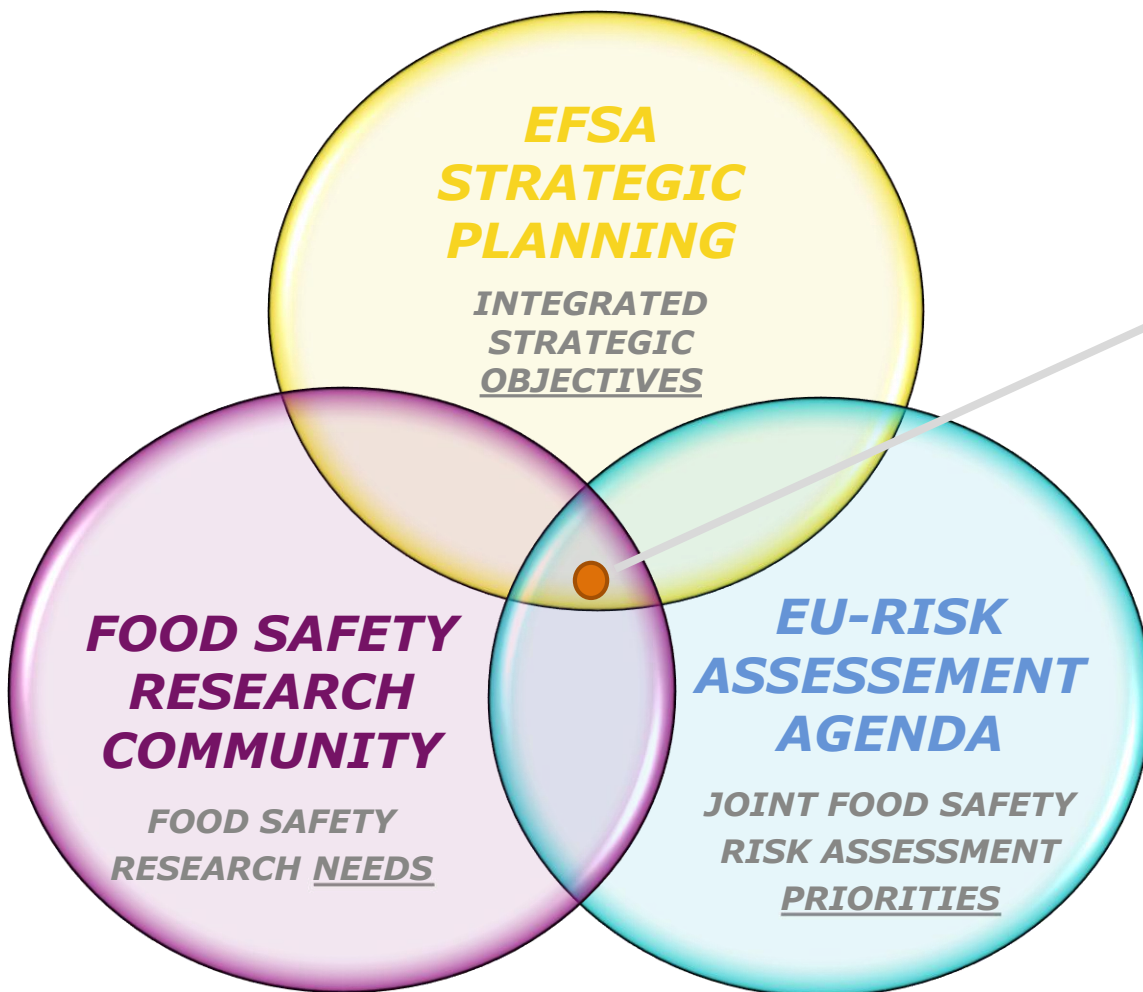 EFSA
STRATEGIC
PLANNING
INTEGRATED
STRATEGIC
OBJECTIVES
FOOD SAFETY
RESEARCH
COMMUNITY
FOOD SAFETY
RESEARCH NEEDS
EU-RISK
ASSESSEMENT
AGENDA
JOINT FOOD SAFETY
RISK ASSESSMENT
PRIORITIES